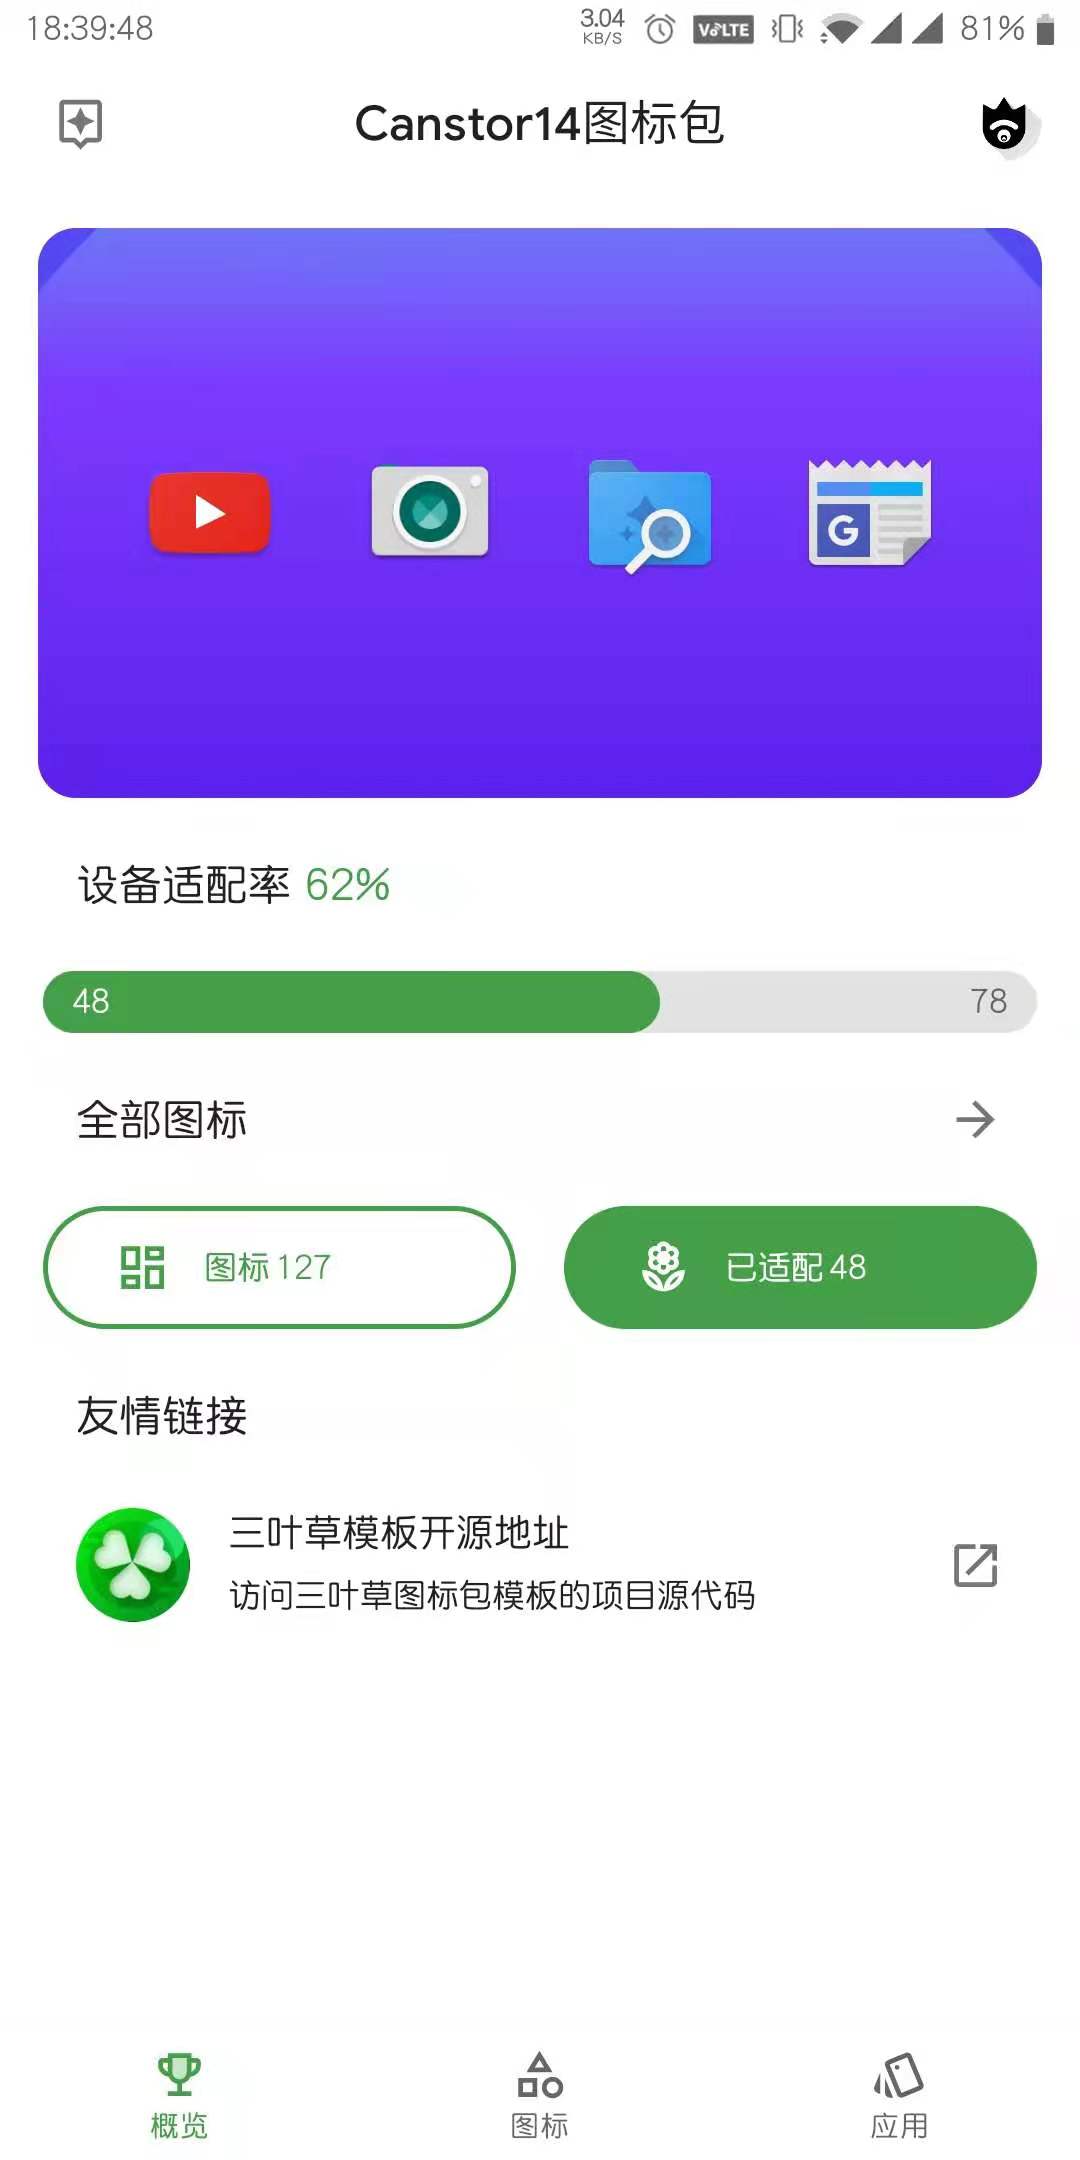 18:39:48
3.04
KB/S
VoLTE
81%
Canstor14图标包
G
设备适配率 62%
48
78
全部图标
图标 127
已适配 48
友情链接
三叶草模板开源地址
访问三叶草图标包模板的项目源代码
概览
图标
应用